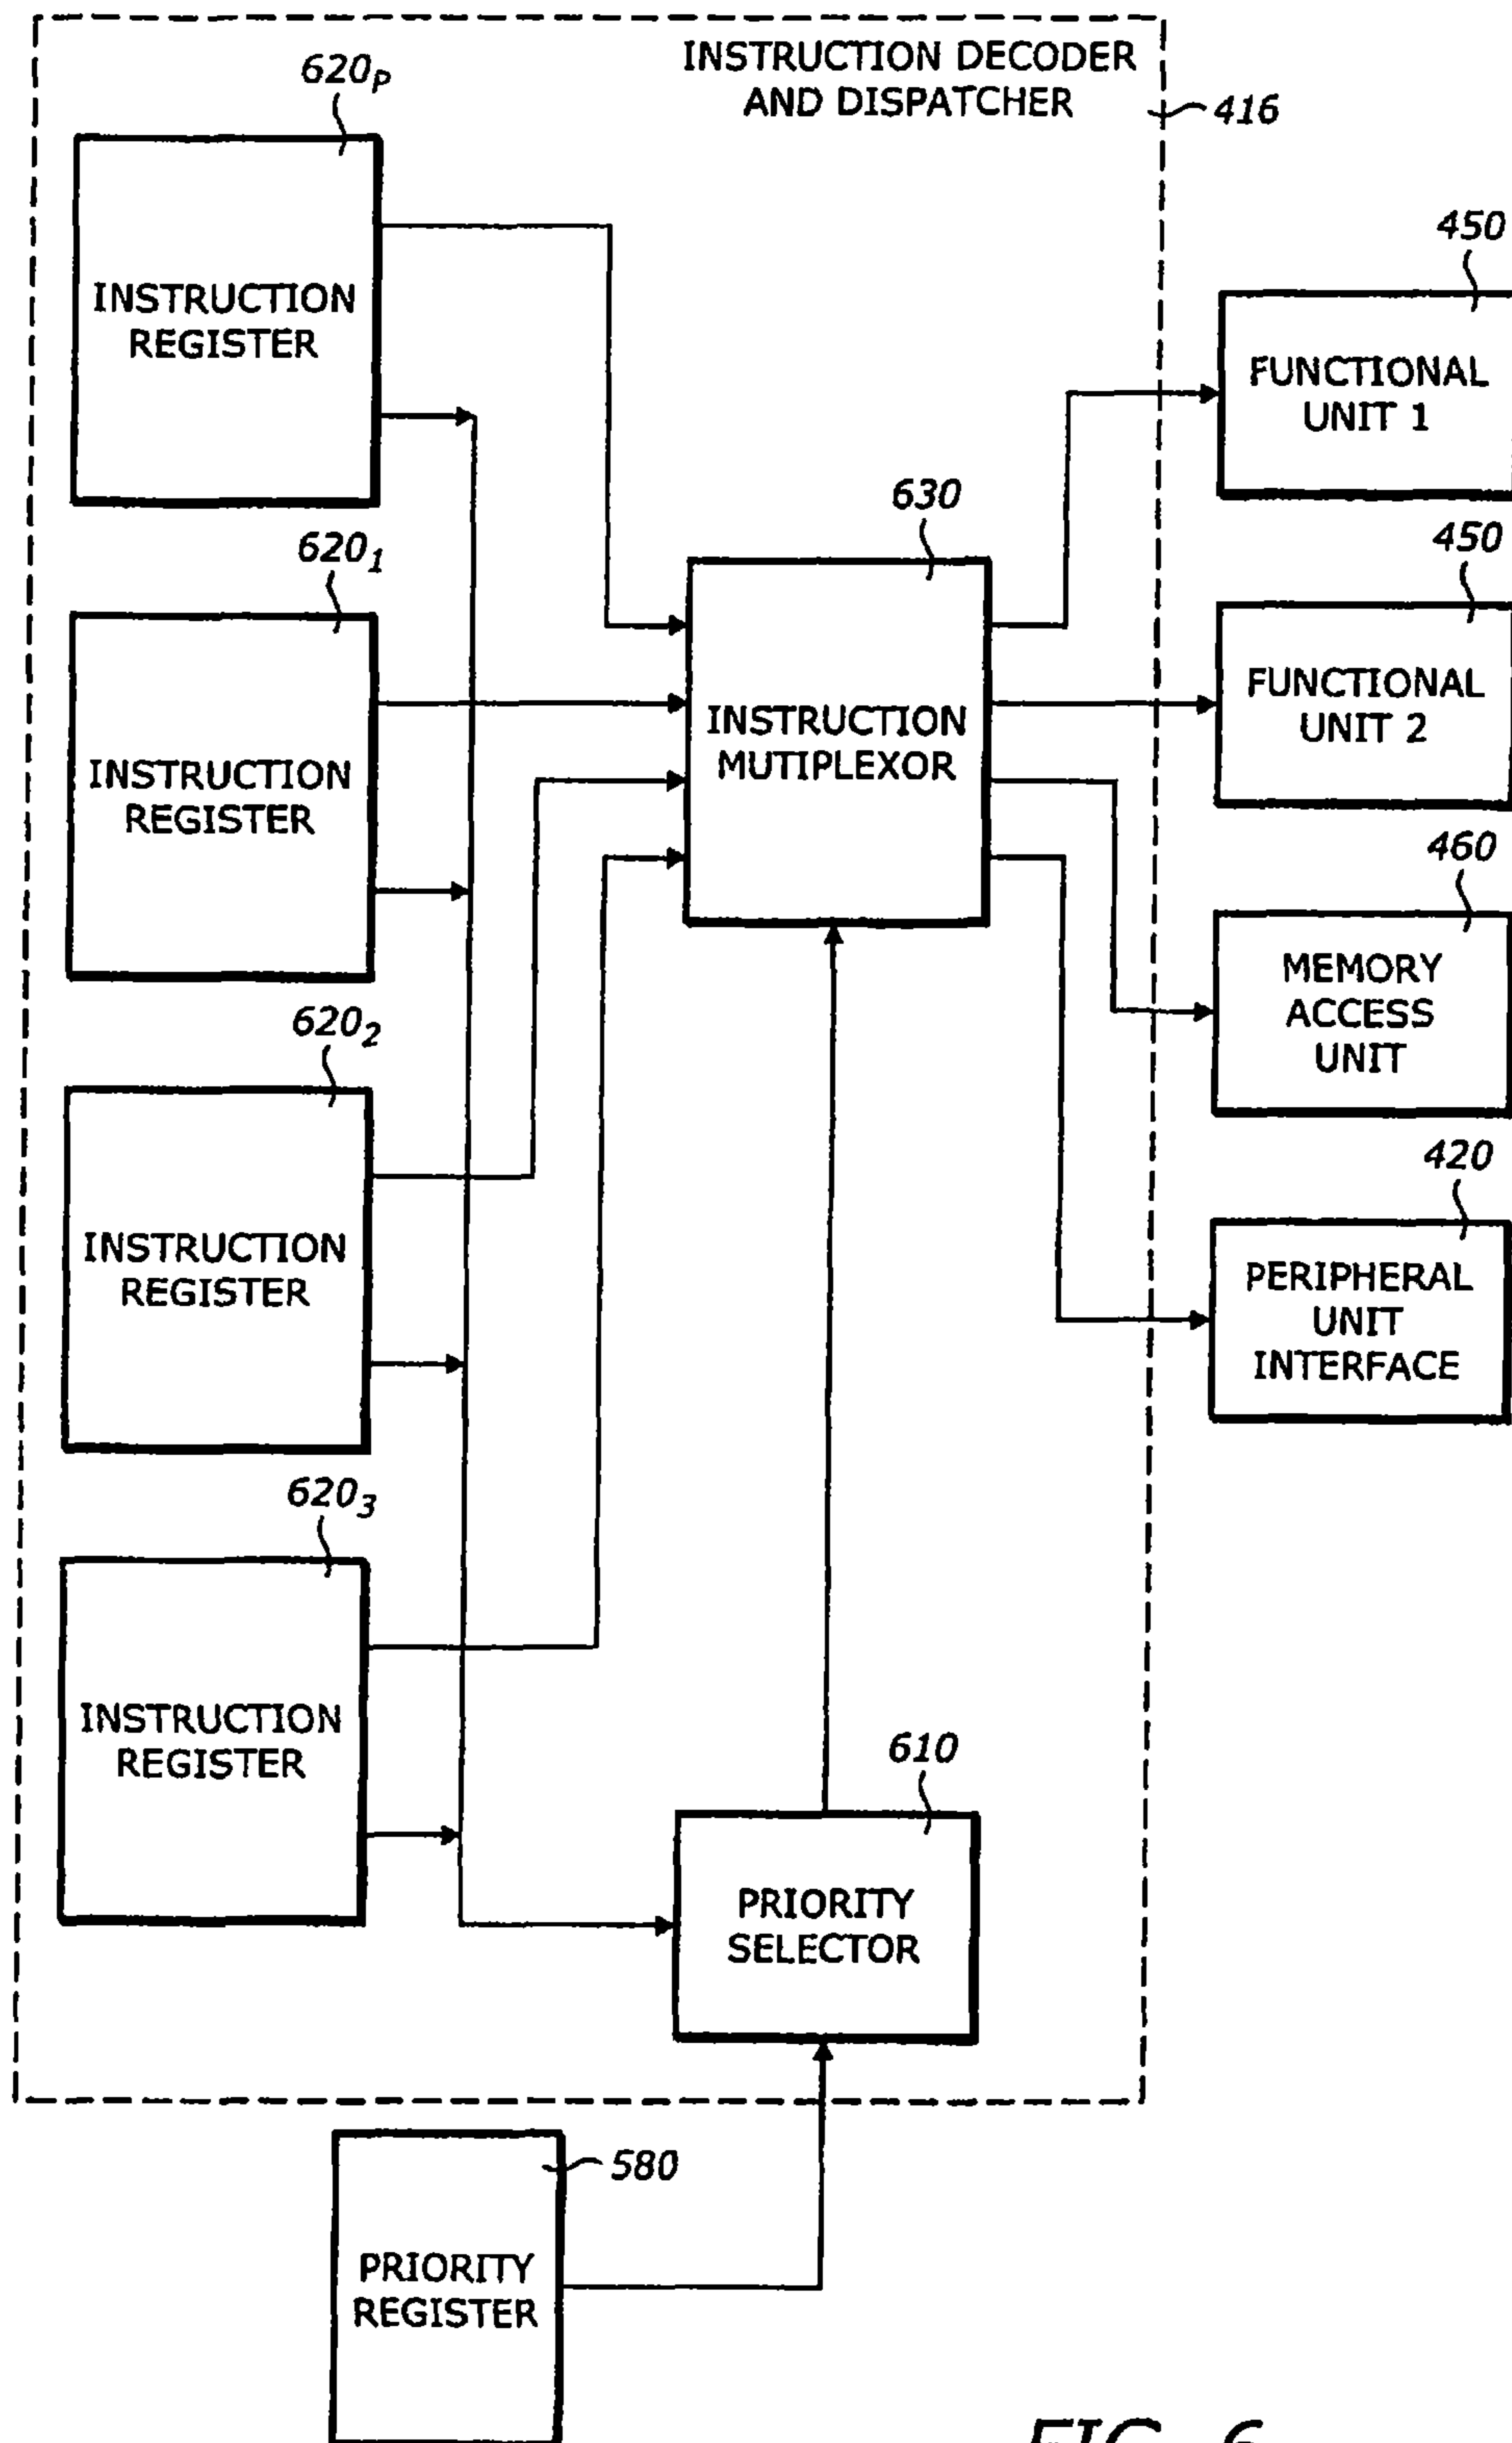 INSTRUCTION DECODER
AND DISPATCHER
416
620P
INSTRUCTION
REGISTER
450
FUNCTIONAL
UNIT 1
630
INSTRUCTION
MUTIPLEXOR
6201
INSTRUCTION
REGISTER
450
FUNCTIONAL
UNIT 2
460
MEMORY
ACCESS
UNIT
6202
INSTRUCTION
REGISTER
420
PERIPHERAL
UNIT
INTERFACE
6203
INSTRUCTION
REGISTER
610
PRIORITY
SELECTOR
580
PRIORITY
REGISTER
FIG. 6